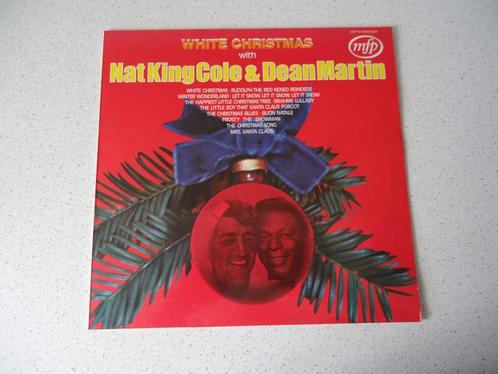 WHITE CHRISTMAS
with
mfp
Nat King Cole & Dean Martin
WHITE CHRISTMAS · RUDOLPH THE RED NOSED REINDEER
WINTER WONDERLAND · LET IT SNOW, LET IT SNOW, LET IT SNOW
THE HAPPIEST LITTLE CHRISTMAS TREE · BRAHMS LULLABY
THE LITTLE BOY THAT SANTA CLAUS FORGOT
THE CHRISTMAS BLUES · BUON NATALE
FROSTY THE SNOWMAN
THE CHRISTMAS SONG
MRS. SANTA CLAUS